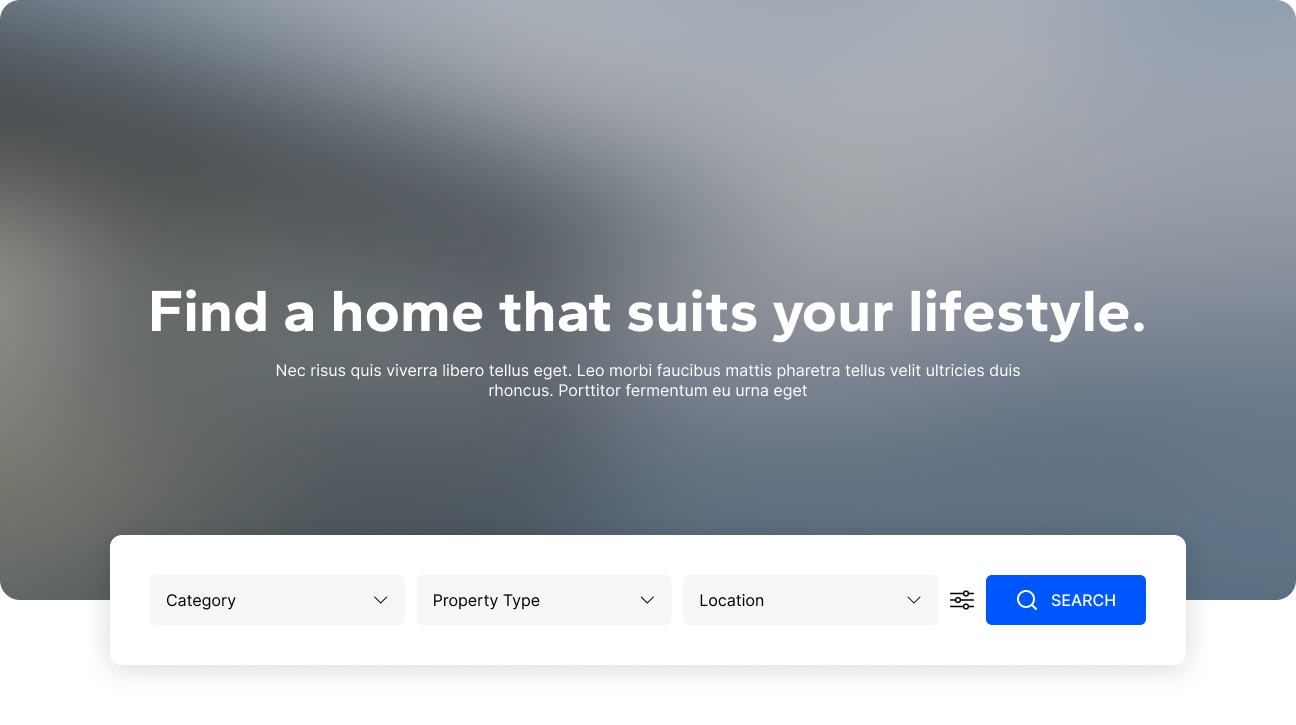 Find a home that suits your lifestyle.
Nec risus quis viverra libero tellus eget. Leo morbi faucibus mattis pharetra tellus velit ultricies duis
rhoncus. Porttitor fermentum eu urna eget
Category
Property Type
Location
SEARCH